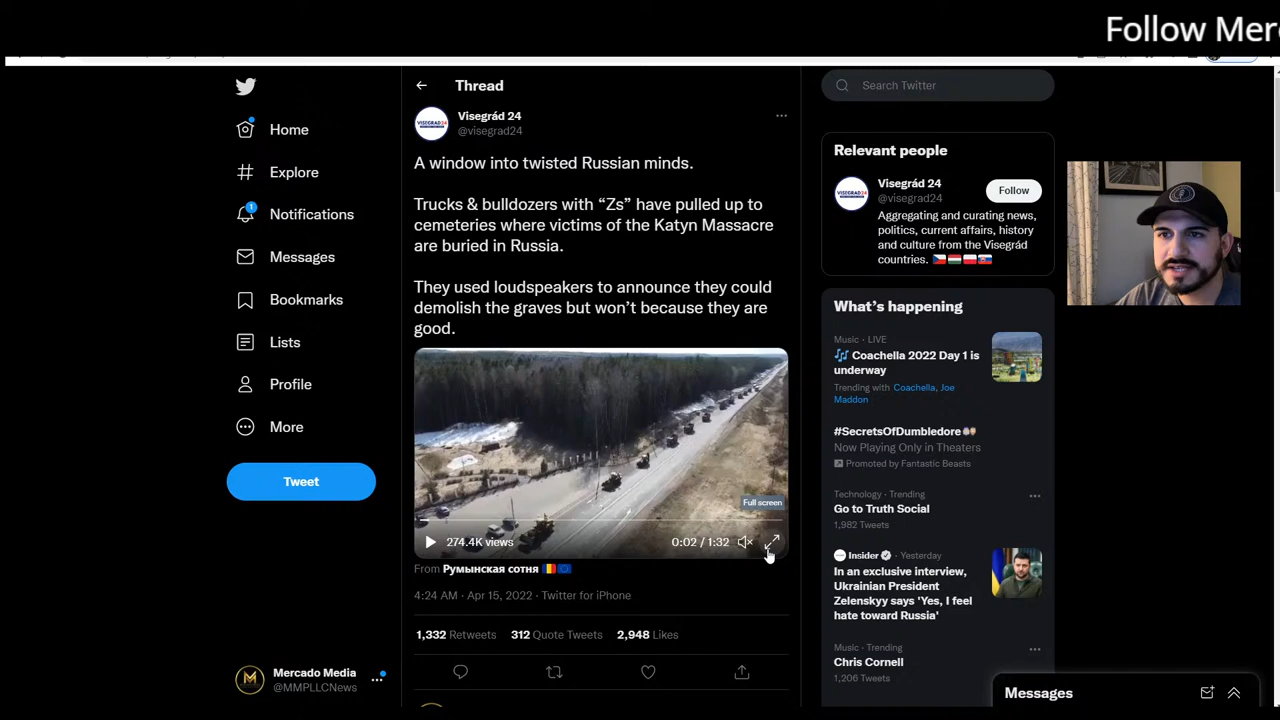 Follow Merc
Thread
Search Twitter
Home
Explore
1
Notifications
Messages
Bookmarks
Lists
Profile
More
Tweet
Mercado Media
@MMPLLCNews
VISEGRAD 24
Visegrád 24
@visegrad24
A window into twisted Russian minds.
Trucks & bulldozers with “Zs” have pulled up to
cemeteries where victims of the Katyn Massacre
are buried in Russia.
They used loudspeakers to announce they could
demolish the graves but won’t because they are
good.
Full screen
274.4K views
0:02 / 1:32
From Румынская сотня
4:24 AM · Apr 15, 2022 · Twitter for iPhone
1,332 Retweets 312 Quote Tweets 2,948 Likes
Relevant people
VISEGRAD 24
Visegrád 24
@visegrad24
Follow
Aggregating and curating news,
politics, current affairs, history
and culture from the Visegrád
countries.
What’s happening
Music · LIVE
Coachella 2022 Day 1 is
underway
Trending with Coachella, Joe
Maddon
#SecretsOfDumbledore
Now Playing Only in Theaters
Promoted by Fantastic Beasts
Technology · Trending
Go to Truth Social
1,982 Tweets
Insider · Yesterday
In an exclusive interview,
Ukrainian President
Zelenskyy says 'Yes, I feel
hate toward Russia'
Music · Trending
Chris Cornell
1,206 Tweets
Messages